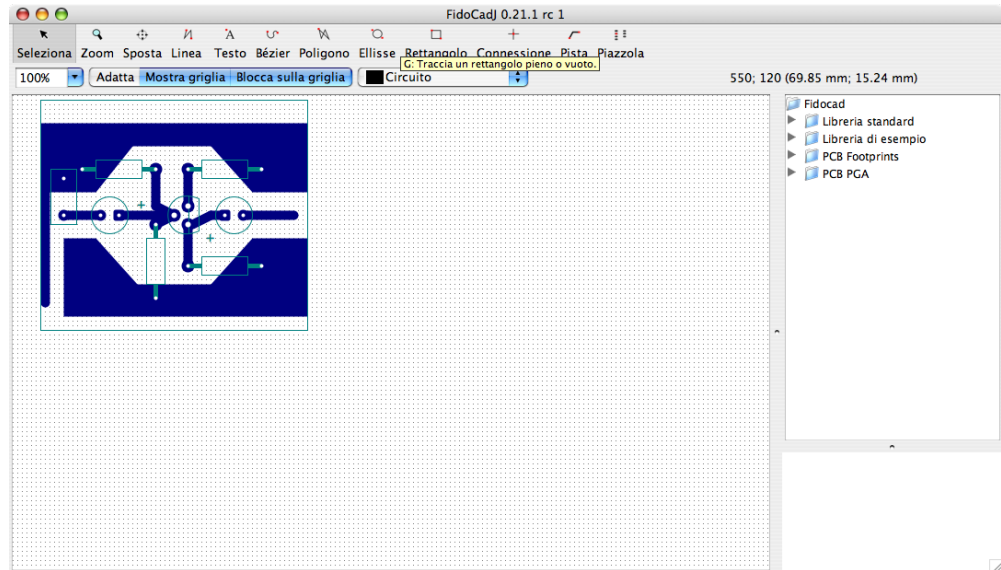 FidoCadJ 0.21.1 rc 1
Seleziona Zoom Sposta Linea Testo Bézier Poligono Ellisse Rettangolo Connessione Pista Piazzola
G: Traccia un rettangolo pieno o vuoto.
100% Adatta Mostra griglia Blocca sulla griglia Circuito 550; 120 (69.85 mm; 15.24 mm)
Fidocad
Libreria standard
Libreria di esempio
PCB Footprints
PCB PGA